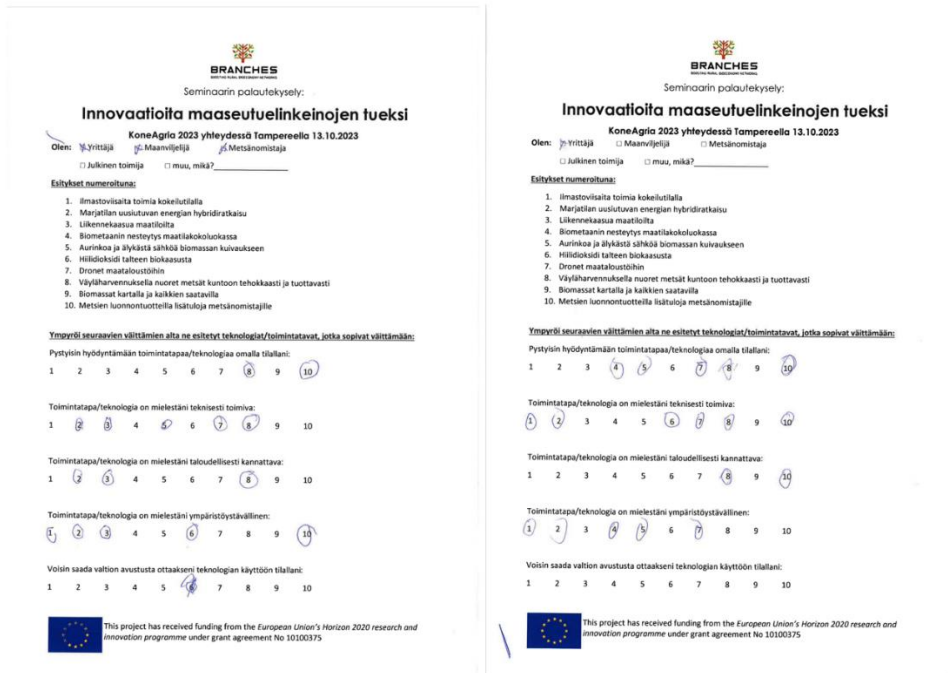 BRANCHES
BOOSTING RURAL BIOECONOMY NETWORKS
Seminaarin palautekysely:
Innovaatioita maaseutuelinkeinojen tueksi
KoneAgria 2023 yhteydessä Tampereella 13.10.2023
Olen: Yrittäjä □ Maanviljelijä Metsänomistaja
□ Julkinen toimija □ muu, mikä?
Esitykset numeroituna:
1. Ilmastoviisaita toimia kokeilutilalla
2. Marjatilan uusiutuvan energian hybridiratkaisu
3. Liikennekaasua maatiloilta
4. Biometaanin nesteytys maatilakokoluokassa
5. Aurinkoa ja älykästä sähköä biomassan kuivaukseen
6. Hiilidioksidi talteen biokaasusta
7. Dronet maataloustöihin
8. Väyläharvennuksella nuoret metsät kuntoon tehokkaasti ja tuottavasti
9. Biomassat kartalla ja kaikkien saatavilla
10. Metsien luonnontuotteilla lisätuloja metsänomistajille
Ympyröi seuraavien väittämien alta ne esitetyt teknologiat/toimintatavat, jotka sopivat väittämään:
Pystyisin hyödyntämään toimintatapaa/teknologiaa omalla tilallani:
1 2 3 4 5 6 7 8 9 10
Toimintatapa/teknologia on mielestäni teknisesti toimiva:
1 2 3 4 5 6 7 8 9 10
Toimintatapa/teknologia on mielestäni taloudellisesti kannattava:
1 2 3 4 5 6 7 8 9 10
Toimintatapa/teknologia on mielestäni ympäristöystävällinen:
1 2 3 4 5 6 7 8 9 10
Voisin saada valtion avustusta ottaakseni teknologian käyttöön tilallani:
1 2 3 4 5 6 7 8 9 10
This project has received funding from the European Union's Horizon 2020 research and
innovation programme under grant agreement No 10100375
BRANCHES
BOOSTING RURAL BIOECONOMY NETWORKS
Seminaarin palautekysely:
Innovaatioita maaseutuelinkeinojen tueksi
KoneAgria 2023 yhteydessä Tampereella 13.10.2023
Olen: Yrittäjä □ Maanviljelijä □ Metsänomistaja
□ Julkinen toimija □ muu, mikä?
Esitykset numeroituna:
1. Ilmastoviisaita toimia kokeilutilalla
2. Marjatilan uusiutuvan energian hybridiratkaisu
3. Liikennekaasua maatiloilta
4. Biometaanin nesteytys maatilakokoluokassa
5. Aurinkoa ja älykästä sähköä biomassan kuivaukseen
6. Hiilidioksidi talteen biokaasusta
7. Dronet maataloustöihin
8. Väyläharvennuksella nuoret metsät kuntoon tehokkaasti ja tuottavasti
9. Biomassat kartalla ja kaikkien saatavilla
10. Metsien luonnontuotteilla lisätuloja metsänomistajille
Ympyröi seuraavien väittämien alta ne esitetyt teknologiat/toimintatavat, jotka sopivat väittämään:
Pystyisin hyödyntämään toimintatapaa/teknologiaa omalla tilallani:
1 2 3 4 5 6 7 8 9 10
Toimintatapa/teknologia on mielestäni teknisesti toimiva:
1 2 3 4 5 6 7 8 9 10
Toimintatapa/teknologia on mielestäni taloudellisesti kannattava:
1 2 3 4 5 6 7 8 9 10
Toimintatapa/teknologia on mielestäni ympäristöystävällinen:
1 2 3 4 5 6 7 8 9 10
Voisin saada valtion avustusta ottaakseni teknologian käyttöön tilallani:
1 2 3 4 5 6 7 8 9 10
This project has received funding from the European Union's Horizon 2020 research and
innovation programme under grant agreement No 10100375